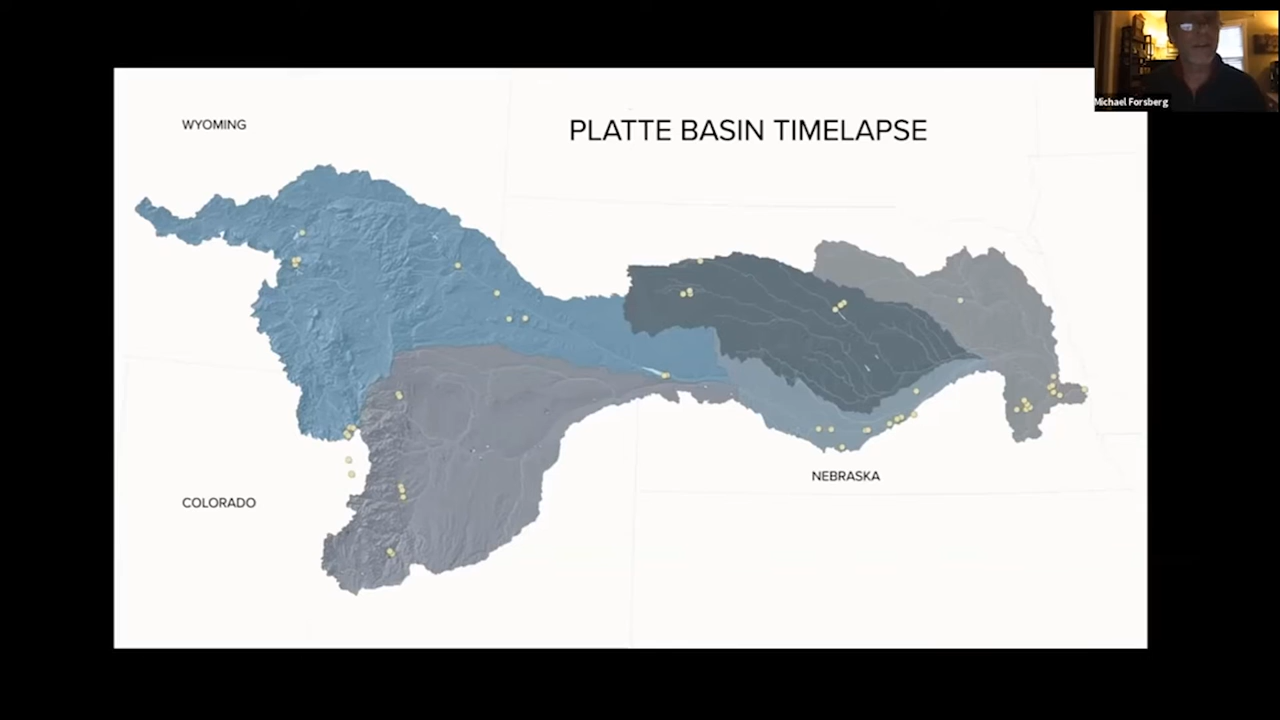 Michael Forsberg
WYOMING
PLATTE BASIN TIMELAPSE
NEBRASKA
COLORADO